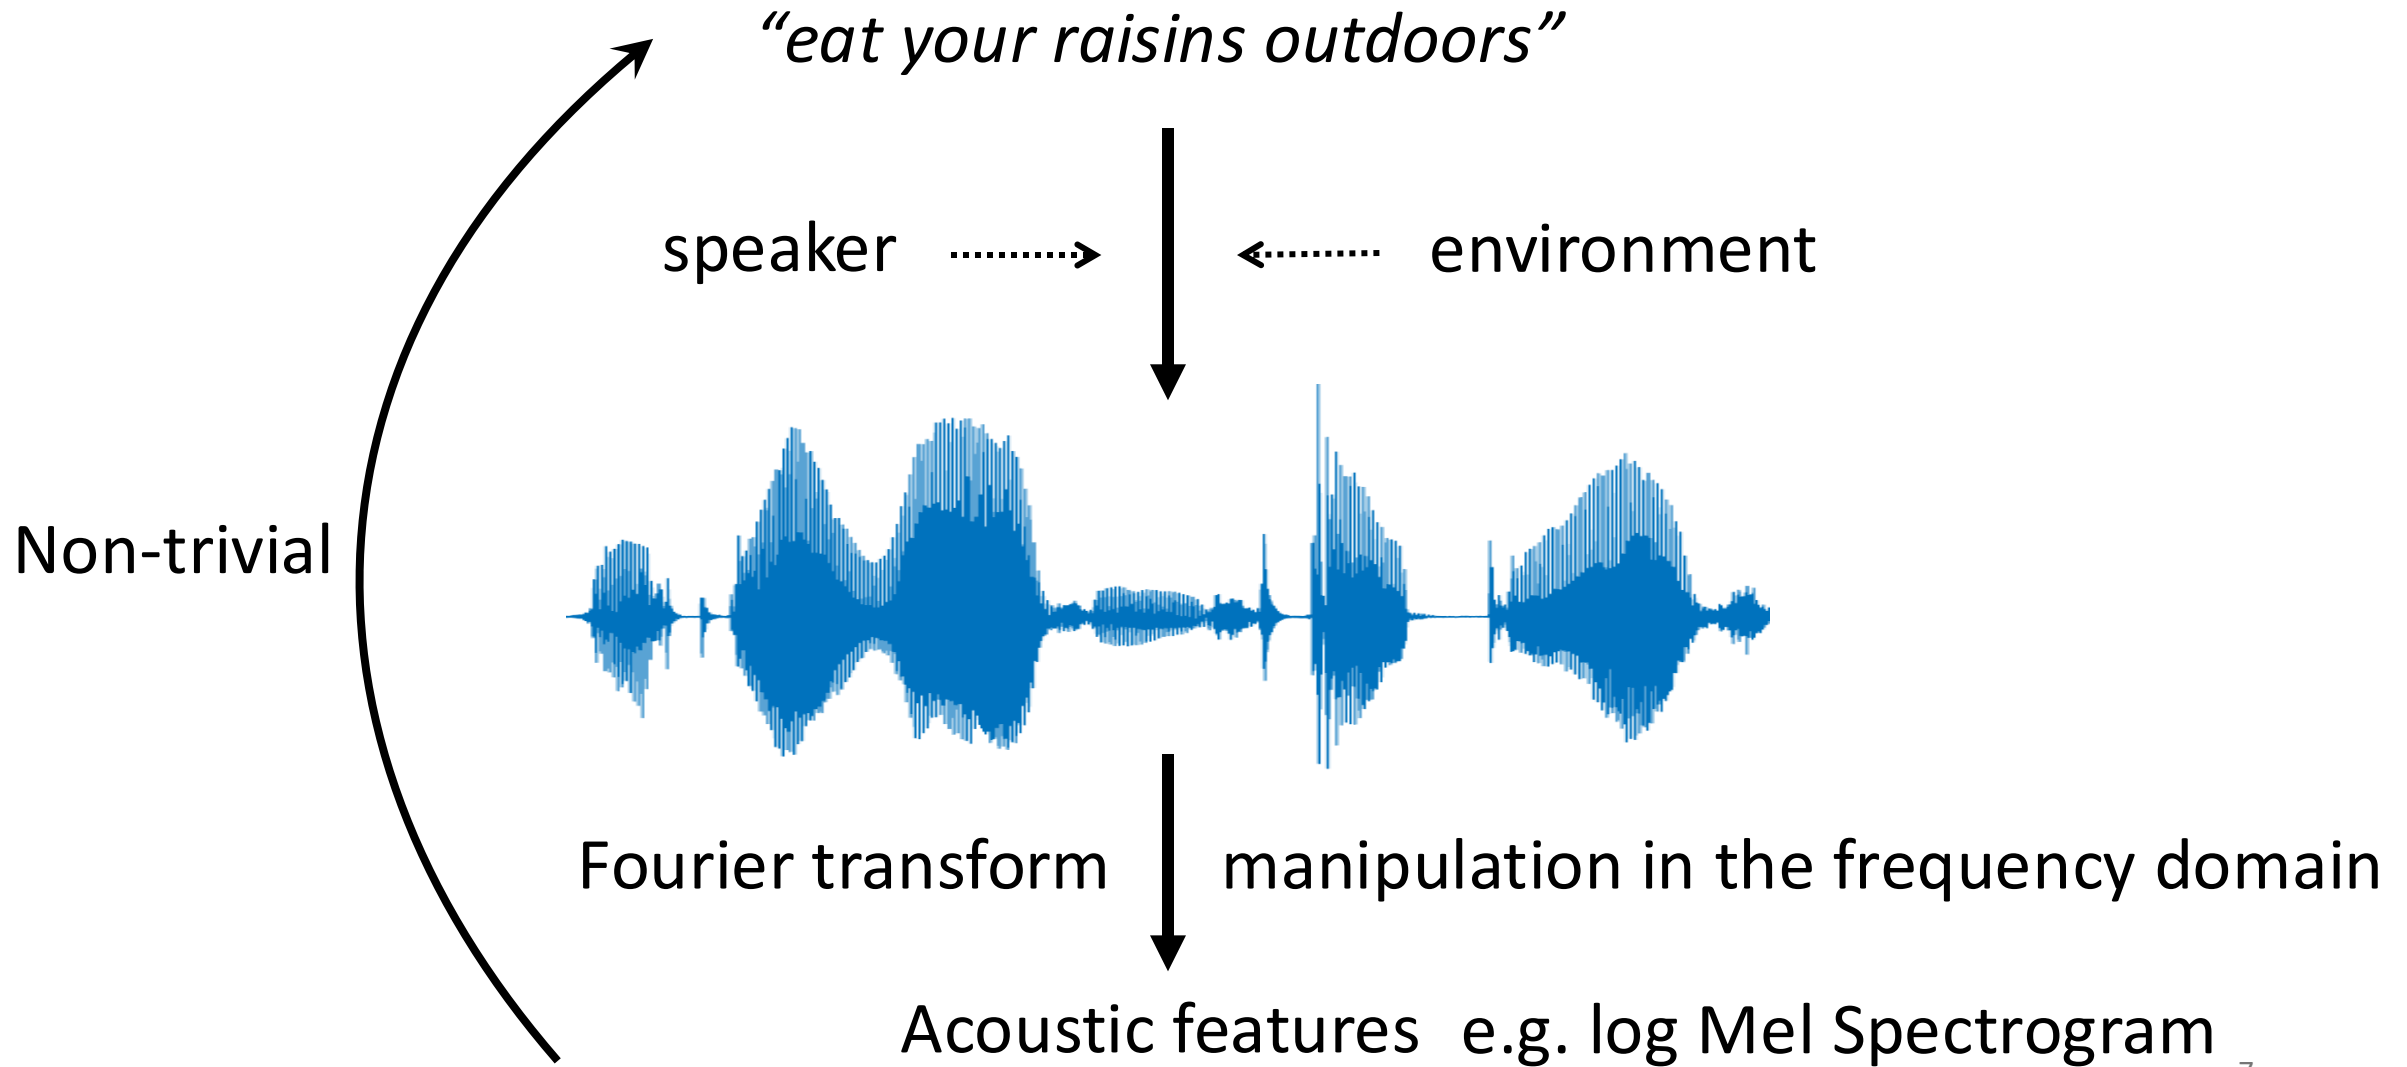 “eat your raisins outdoors”
speaker
environment
Non-trivial
Fourier transform
manipulation in the frequency domain
Acoustic features e.g. log Mel Spectrogram